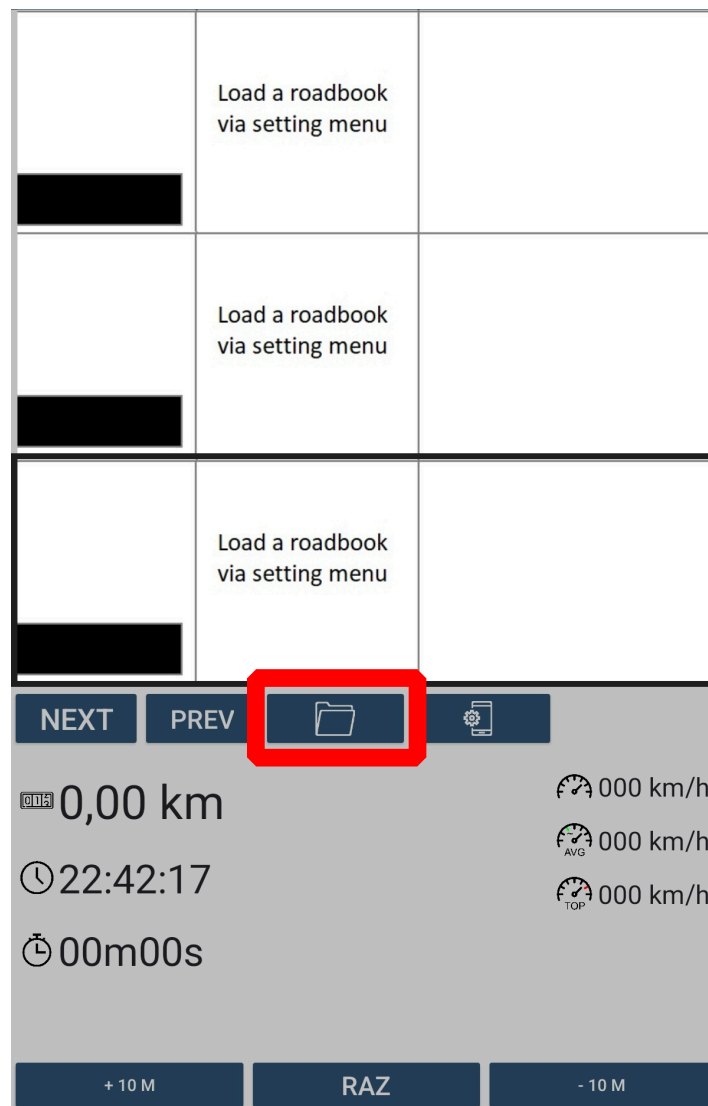 Load a roadbook
via setting menu
Load a roadbook
via setting menu
Load a roadbook
via setting menu
NEXT PREV
0,00 km
000 km/h
AVG 000 km/h
22:42:17
TOP 000 km/h
00m00s
+ 10 M RAZ - 10 M